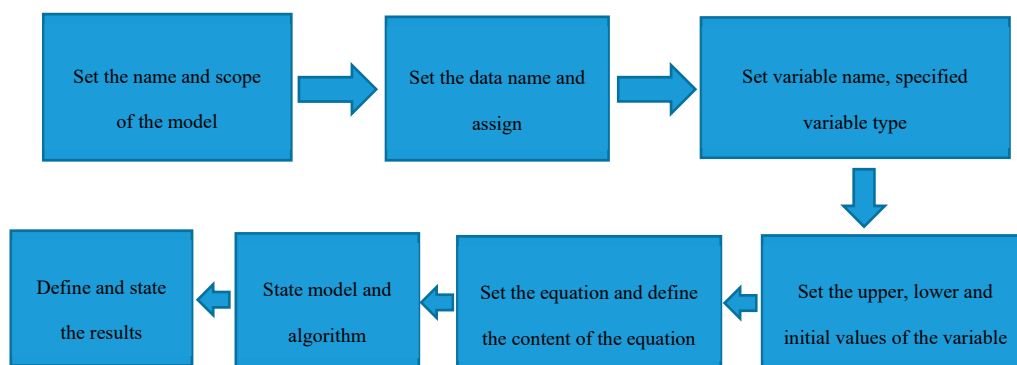 Set the name and scope
of the model
Set the data name and
assign
Set variable name, specified
variable type
Set the upper, lower and
initial values of the variable
Set the equation and define
the content of the equation
State model and
algorithm
Define and state
the results